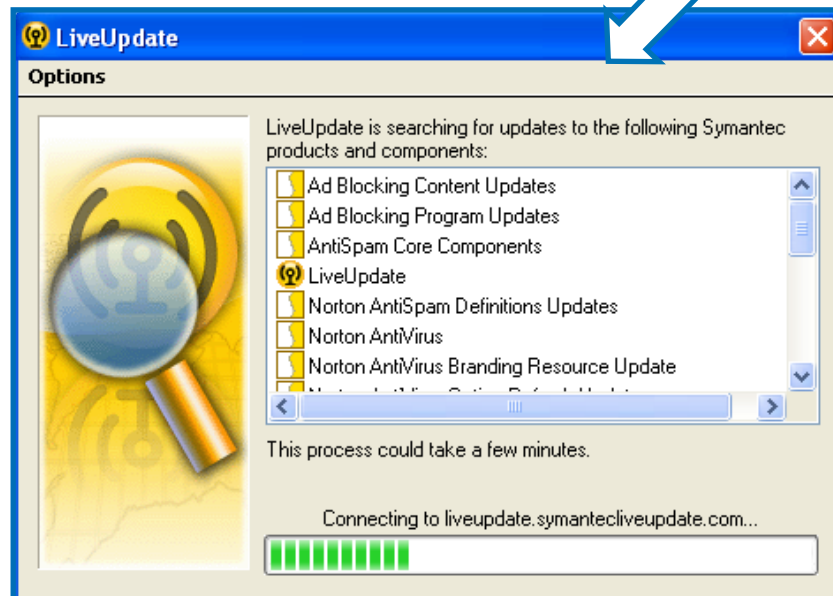 LiveUpdate
Options
LiveUpdate is searching for updates to the following Symantec
products and components:
Ad Blocking Content Updates
Ad Blocking Program Updates
AntiSpam Core Components
LiveUpdate
Norton AntiSpam Definitions Updates
Norton AntiVirus
Norton AntiVirus Branding Resource Update
This process could take a few minutes.
Connecting to liveupdate.symantecliveupdate.com...